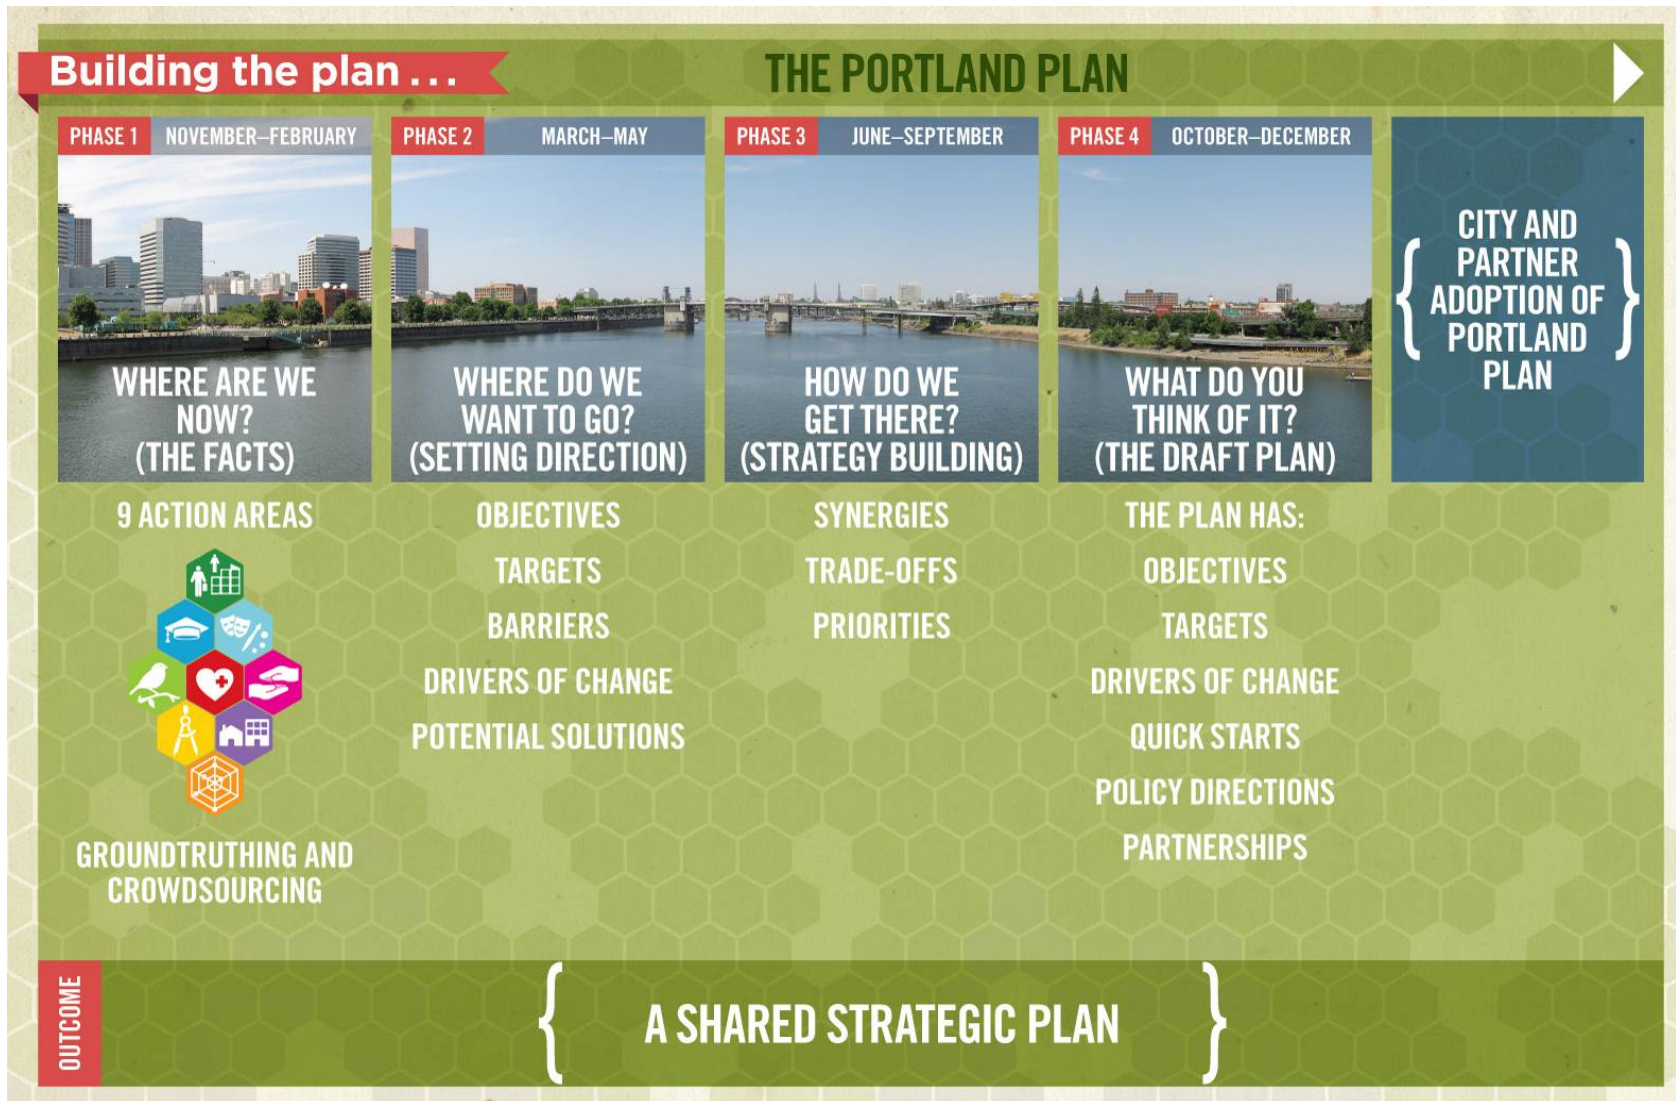 Building the plan . . .
THE PORTLAND PLAN
PHASE 1
NOVEMBER–FEBRUARY
WHERE ARE WE
NOW?
(THE FACTS)
9 ACTION AREAS
GROUNDTRUTHING AND
CROWDSOURCING
PHASE 2
MARCH–MAY
WHERE DO WE
WANT TO GO?
(SETTING DIRECTION)
OBJECTIVES
TARGETS
BARRIERS
DRIVERS OF CHANGE
POTENTIAL SOLUTIONS
PHASE 3
JUNE–SEPTEMBER
HOW DO WE
GET THERE?
(STRATEGY BUILDING)
SYNERGIES
TRADE-OFFS
PRIORITIES
PHASE 4
OCTOBER–DECEMBER
WHAT DO YOU
THINK OF IT?
(THE DRAFT PLAN)
THE PLAN HAS:
OBJECTIVES
TARGETS
DRIVERS OF CHANGE
QUICK STARTS
POLICY DIRECTIONS
PARTNERSHIPS
CITY AND
PARTNER
ADOPTION OF
PORTLAND
PLAN
OUTCOME
A SHARED STRATEGIC PLAN